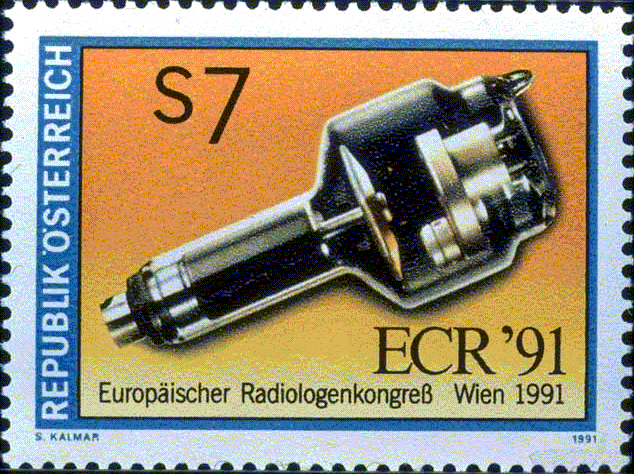 S7
REPUBLIK ÖSTERREICH
ECR '91
Europäischer Radiologenkongreß Wien 1991
S. KALMAR
1991